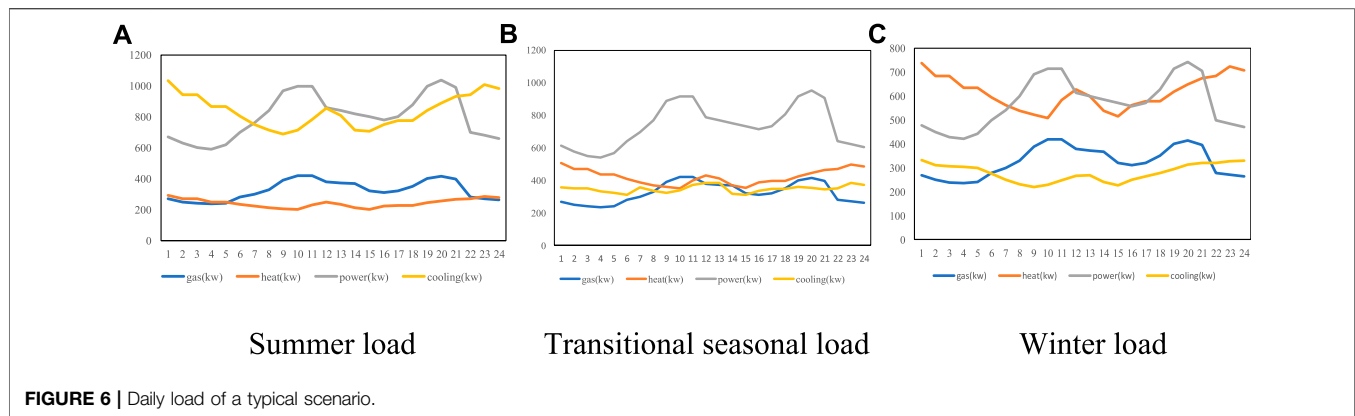 A
1200
1000
800
600
400
200
0
1 2 3 4 5 6 7 8 9 10 11 12 13 14 15 16 17 18 19 20 21 22 23 24
gas(kw) heat(kw) power(kw) cooling(kw)
Summer load
B
1200
1000
800
600
400
200
0
1 2 3 4 5 6 7 8 9 10 11 12 13 14 15 16 17 18 19 20 21 22 23 24
gas(kw) heat(kw) power(kw) cooling(kw)
Transitional seasonal load
C
800
700
600
500
400
300
200
100
0
1 2 3 4 5 6 7 8 9 10 11 12 13 14 15 16 17 18 19 20 21 22 23 24
gas(kw) heat(kw) power(kw) cooling(kw)
Winter load
FIGURE 6 | Daily load of a typical scenario.